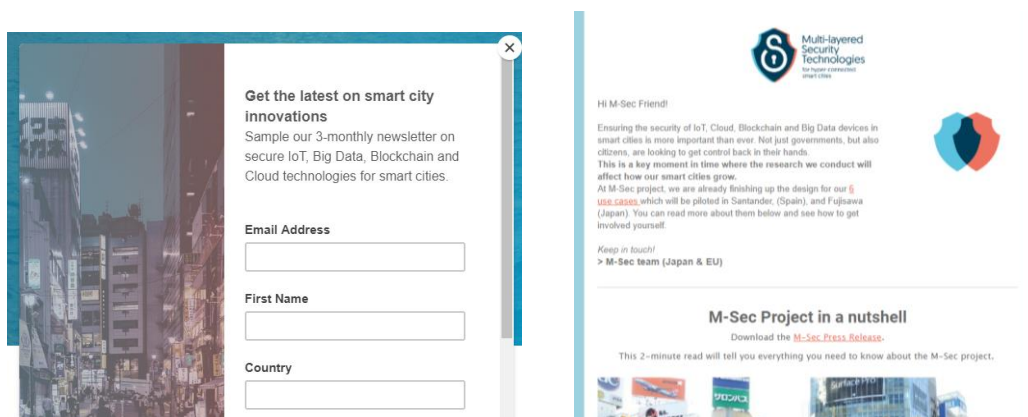 Get the latest on smart city
innovations
Sample our 3-monthly newsletter on
secure IoT, Big Data, Blockchain and
Cloud technologies for smart cities.
Email Address
First Name
Country
Multi-layered
Security
Technologies
for hyper connected
smart cities
Hi M-Sec Friend!
Ensuring the security of IoT, Cloud, Blockchain and Big Data devices in
smart cities is more important than ever. Not just governments, but also
citizens, are looking to get control back in their hands.
This is a key moment in time where the research we conduct will
affect how our smart cities grow.
At M-Sec project, we are already finishing up the design for our 6
use cases which will be piloted in Santander, (Spain), and Fujisawa
(Japan). You can read more about them below and see how to get
involved yourself.
Keep in touch!
> M-Sec team (Japan & EU)
M-Sec Project in a nutshell
Download the M-Sec Press Release.
This 2-minute read will tell you everything you need to know about the M-Sec project.
サロンパス
Surface Pro